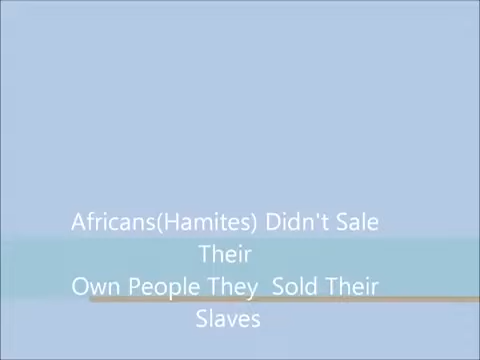 Africans(Hamites) Didn't Sale
Their
Own People They  Sold Their
Slaves